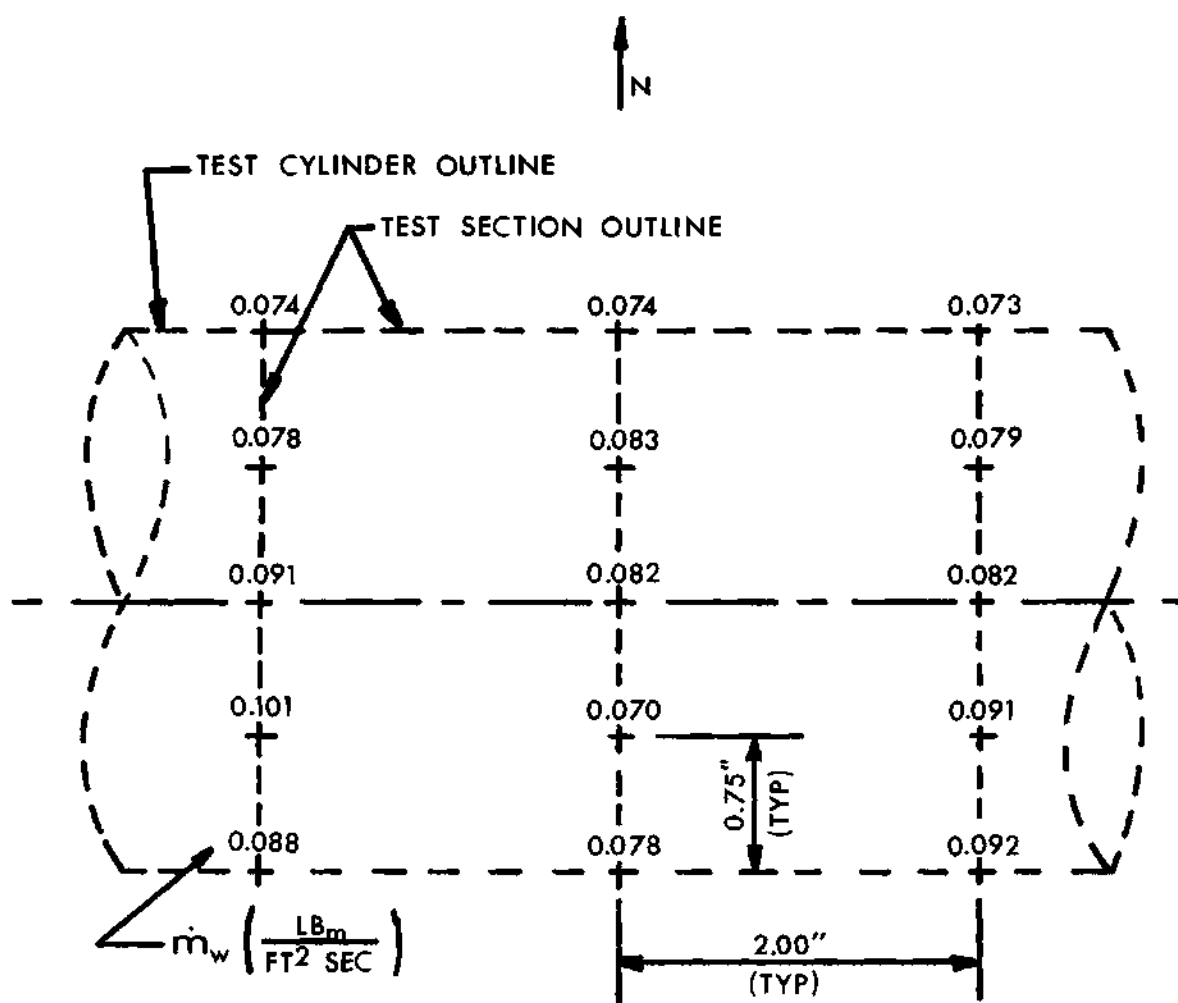 N
TEST CYLINDER OUTLINE
TEST SECTION OUTLINE
0.074 0.074 0.073
0.078 0.083 0.079
0.091 0.082 0.082
0.101 0.070 0.091
0.75"
(TYP)
0.088 0.078 0.092
ṁw (LBm / FT² SEC)
2.00"
(TYP)